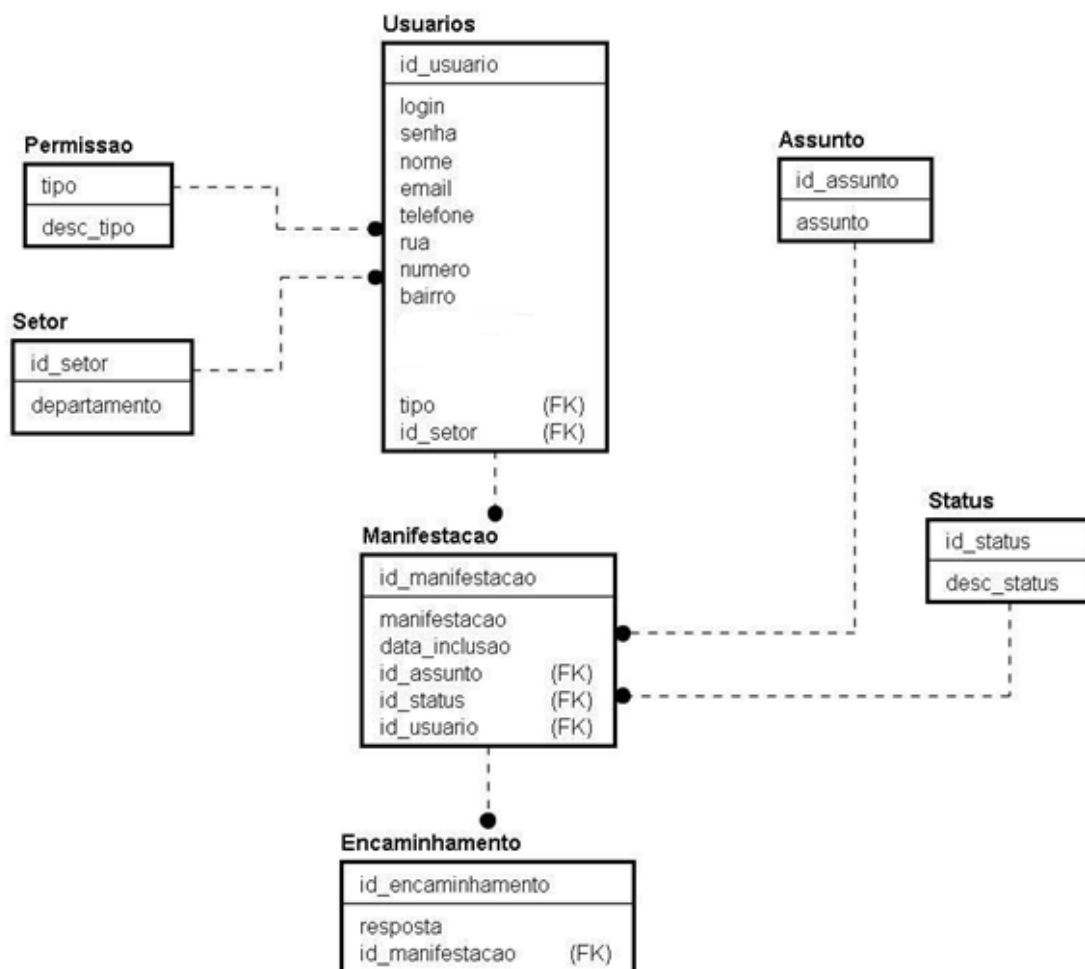 Usuarios
id_usuario
login
senha
nome
email
telefone
rua
numero
bairro
tipo (FK)
id_setor (FK)
Permissao
tipo
desc_tipo
Setor
id_setor
departamento
Assunto
id_assunto
assunto
Status
id_status
desc_status
Manifestacao
id_manifestacao
manifestacao
data_inclusao
id_assunto (FK)
id_status (FK)
id_usuario (FK)
Encaminhamento
id_encaminhamento
resposta
id_manifestacao (FK)